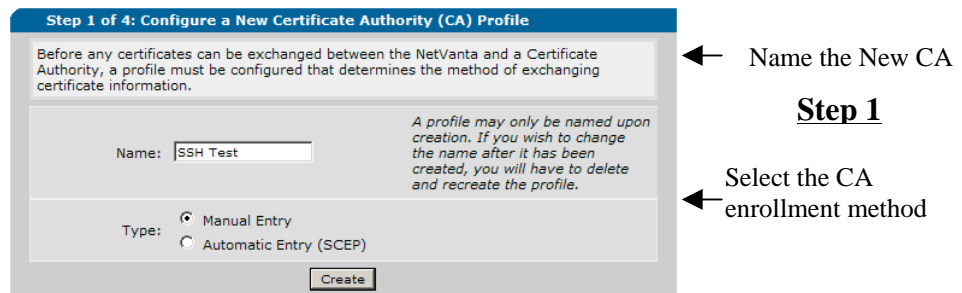 Step 1 of 4: Configure a New Certificate Authority (CA) Profile
Before any certificates can be exchanged between the NetVanta and a Certificate
Authority, a profile must be configured that determines the method of exchanging
certificate information.
Name the New CA
Step 1
Name:
SSH Test
A profile may only be named upon
creation. If you wish to change
the name after it has been
created, you will have to delete
and recreate the profile.
Select the CA
enrollment method
Type:
Manual Entry
Automatic Entry (SCEP)
Create